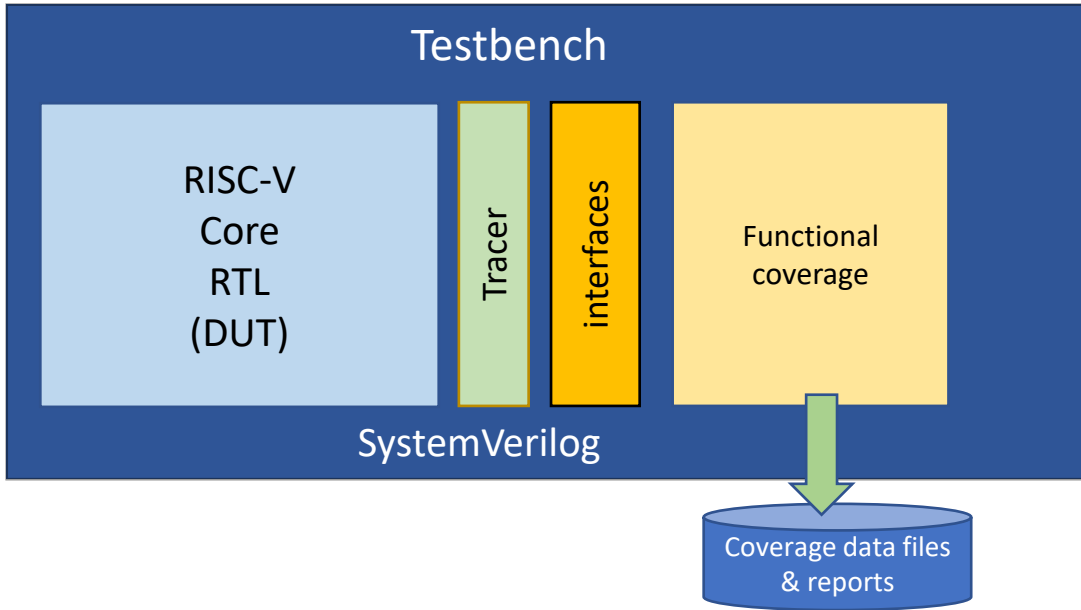 Testbench
RISC-V
Core
RTL
(DUT)
Tracer
interfaces
Functional
coverage
SystemVerilog
Coverage data files
& reports